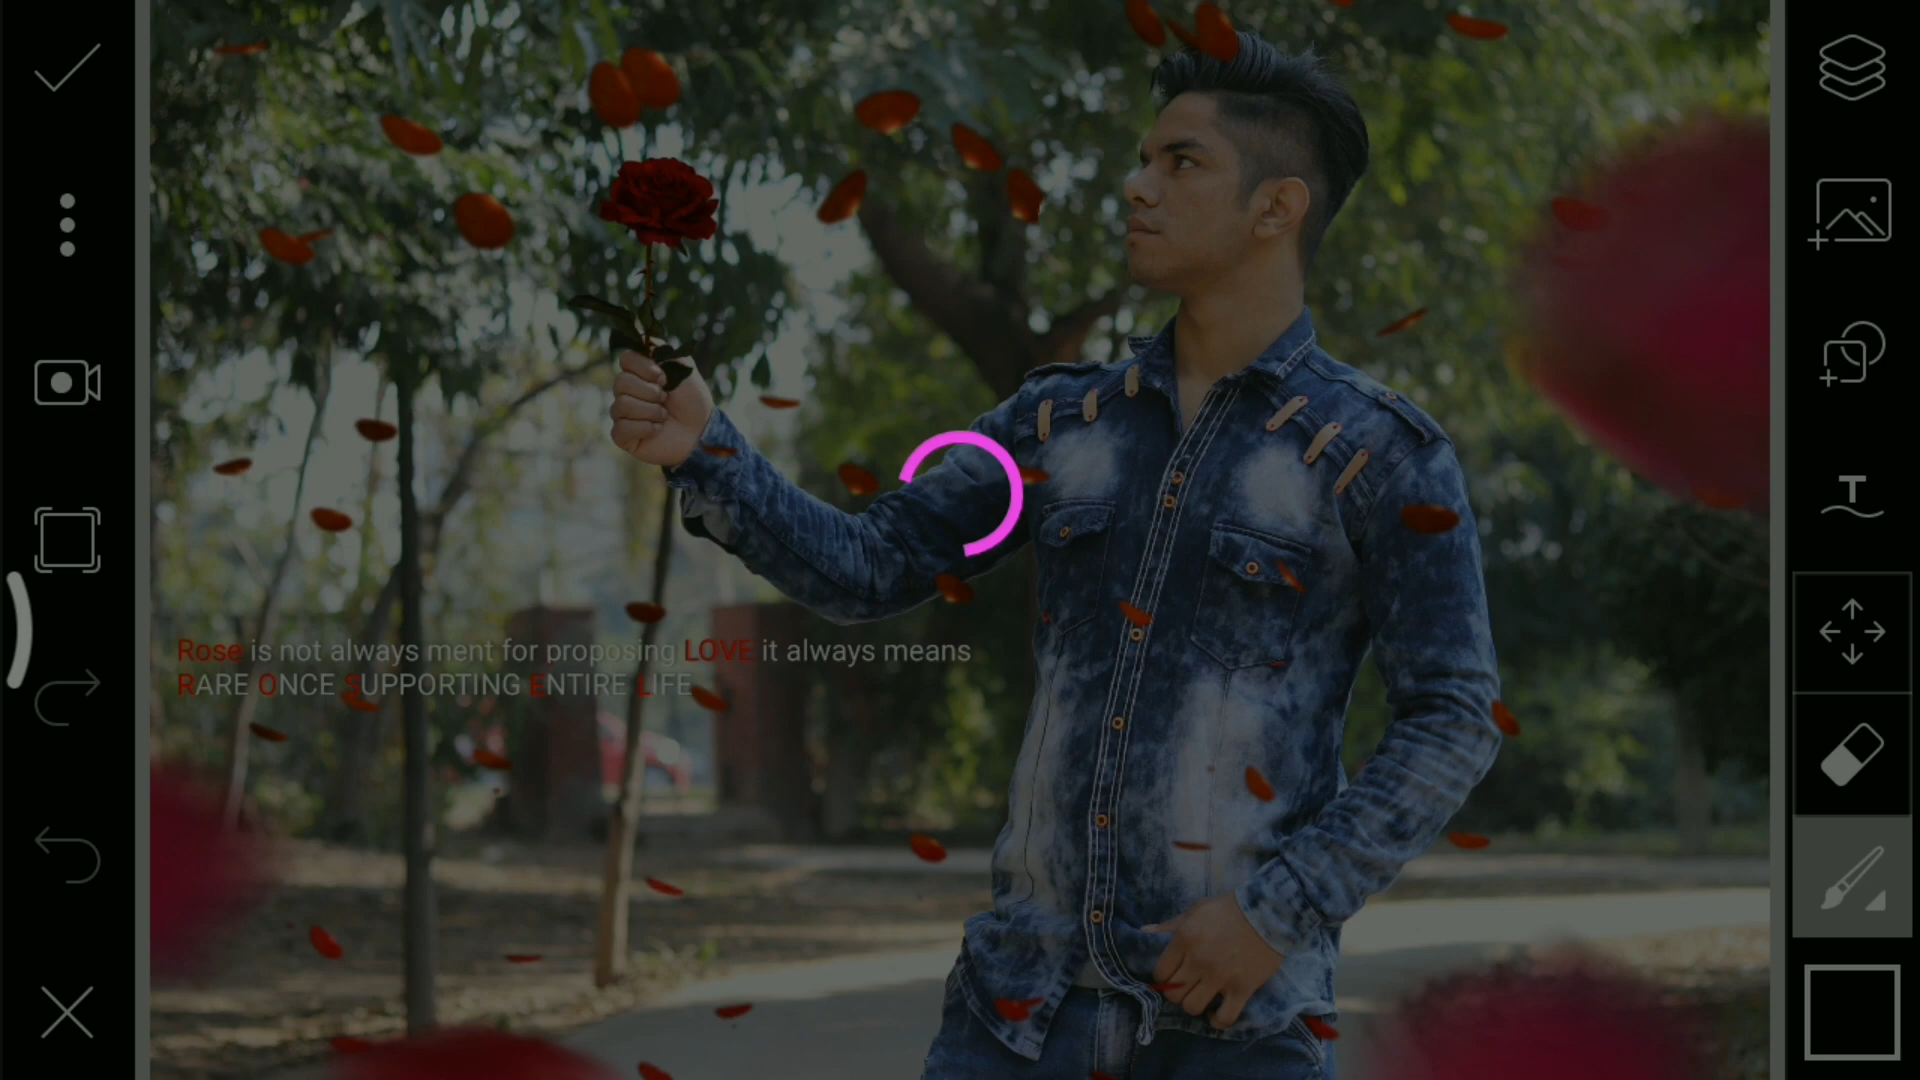 Rose is not always ment for proposing LOVE it always means
RARE ONCE SUPPORTING ENTIRE LIFE